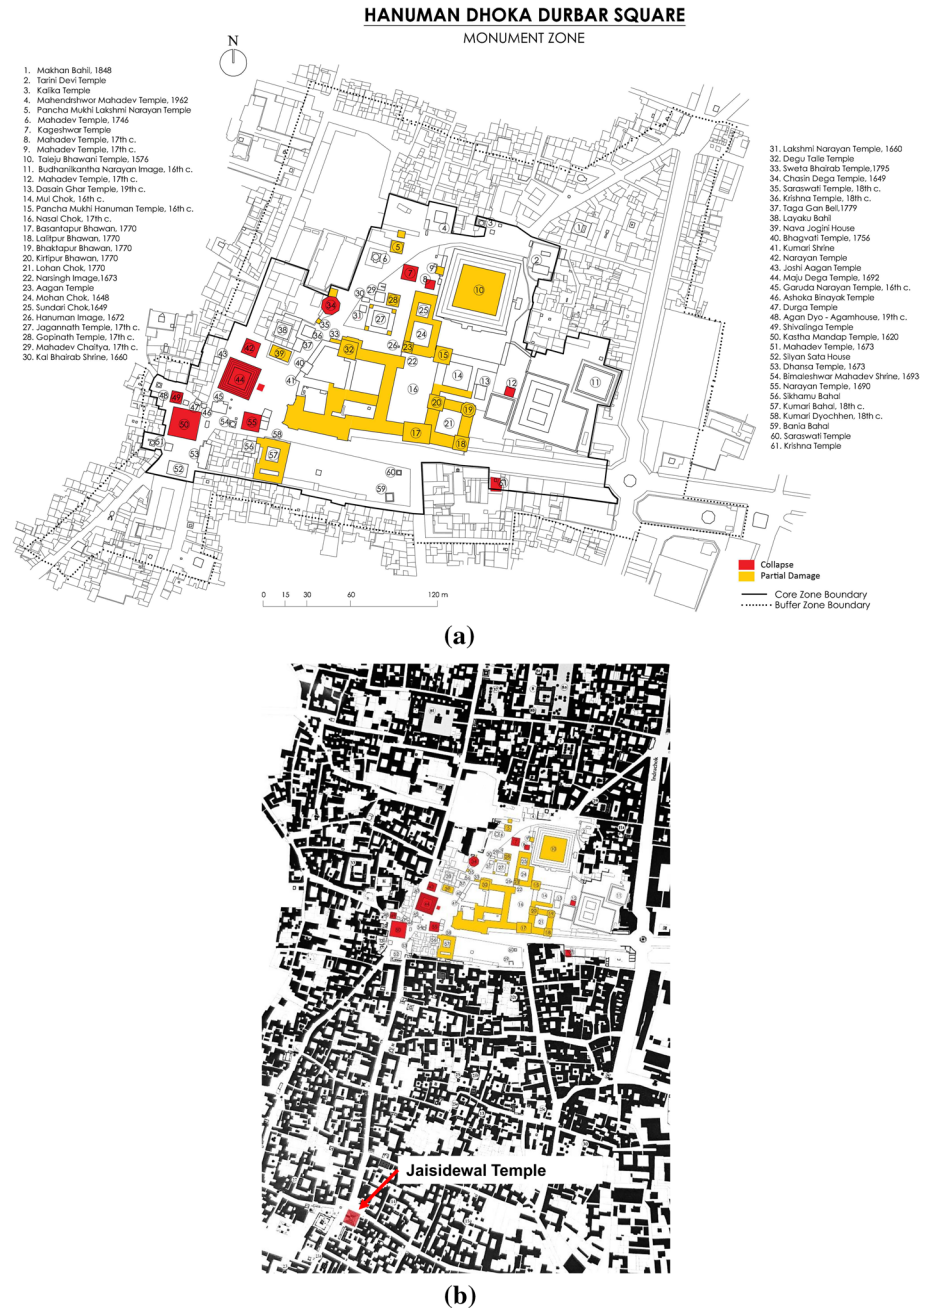 HANUMAN DHOKA DURBAR SQUARE
MONUMENT ZONE
N
1. Makhan Bahil, 1848
2. Tarini Devi Temple
3. Kalika Temple
4. Mahendrshwor Mahadev Temple, 1962
5. Pancha Mukhi Lakshmi Narayan Temple
6. Mahadev Temple, 1746
7. Kageshwar Temple
8. Mahadev Temple, 17th c.
9. Mahadev Temple, 17th c.
10. Taleju Bhawani Temple, 1576
11. Budhanikantha Narayan Image, 16th c.
12. Mahadev Temple, 17th c.
13. Dasain Ghar Temple, 19th c.
14. Mul Chok, 16th c.
15. Pancha Mukhi Hanuman Temple, 16th c.
16. Nasal Chok, 17th c.
17. Basantapur Bhawan, 1770
18. Lalitpur Bhawan, 1770
19. Bhaktapur Bhawan, 1770
20. Kirtipur Bhawan, 1770
21. Lohan Chok, 1770
22. Narsingh Image,1673
23. Aagan Temple
24. Mohan Chok, 1648
25. Sundari Chok,1649
26. Hanuman Image, 1672
27. Jagannath Temple, 17th c.
28. Gopinath Temple, 17th c.
29. Mahadev Chaitya, 17th c.
30. Kal Bhairab Shrine, 1660
31. Lakshmi Narayan Temple, 1660
32. Degu Talle Temple
33. Sweta Bhairab Temple,1795
34. Chasin Dega Temple, 1649
35. Saraswati Temple, 18th c.
36. Krishna Temple, 18th c.
37. Taga Gan Bell,1779
38. Layaku Bahil
39. Nava Jogini House
40. Bhagvati Temple, 1756
41. Kumari Shrine
42. Narayan Temple
43. Joshi Aagan Temple
44. Maju Dega Temple, 1692
45. Garuda Narayan Temple, 16th c.
46. Ashoka Binayak Temple
47. Durga Temple
48. Agan Dyo - Agamhouse, 19th c.
49. Shivalinga Temple
50. Kastha Mandap Temple, 1620
51. Mahadev Temple, 1673
52. Silyan Sata House
53. Dhansa Temple, 1673
54. Bimaleshwar Mahadev Shrine, 1693
55. Narayan Temple, 1690
56. Sikhamu Bahal
57. Kumari Bahal, 18th c.
58. Kumari Dyochhen, 18th c.
59. Bania Bahal
60. Saraswati Temple
61. Krishna Temple
Collapse
Partial Damage
Core Zone Boundary
Buffer Zone Boundary
0 15 30 60 120 m
(a)
Jaisidewal Temple
(b)